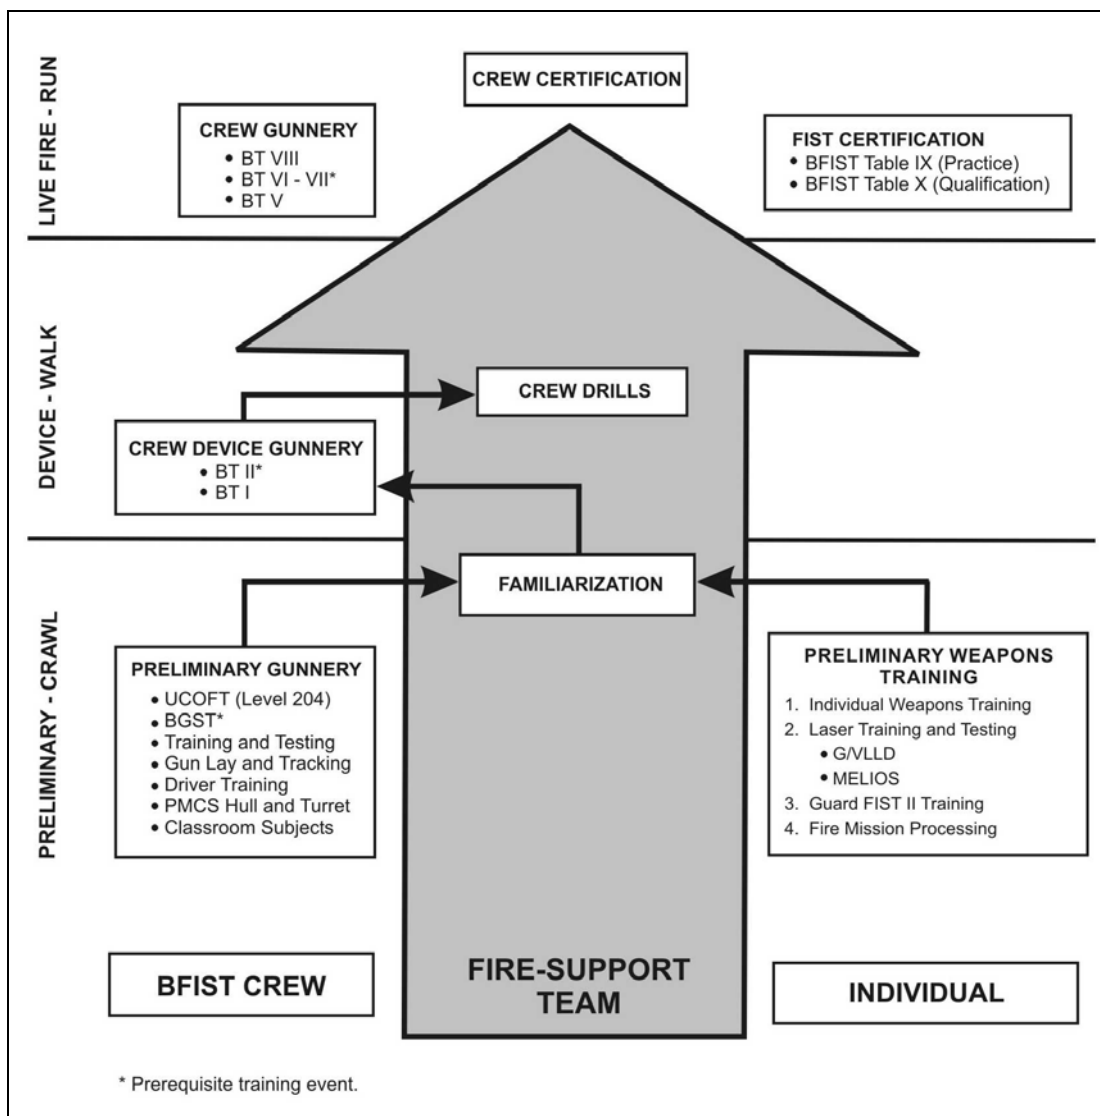 LIVE FIRE - RUN
CREW CERTIFICATION
CREW GUNNERY
• BT VIII
• BT VI - VII*
• BT V
FIST CERTIFICATION
• BFIST Table IX (Practice)
• BFIST Table X (Qualification)
DEVICE - WALK
CREW DRILLS
CREW DEVICE GUNNERY
• BT II*
• BT I
PRELIMINARY - CRAWL
FAMILIARIZATION
PRELIMINARY GUNNERY
• UCOFT (Level 204)
• BGST*
• Training and Testing
• Gun Lay and Tracking
• Driver Training
• PMCS Hull and Turret
• Classroom Subjects
PRELIMINARY WEAPONS
TRAINING
1. Individual Weapons Training
2. Laser Training and Testing
• G/VLLD
• MELIOS
3. Guard FIST II Training
4. Fire Mission Processing
BFIST CREW
FIRE-SUPPORT
TEAM
INDIVIDUAL
* Prerequisite training event.